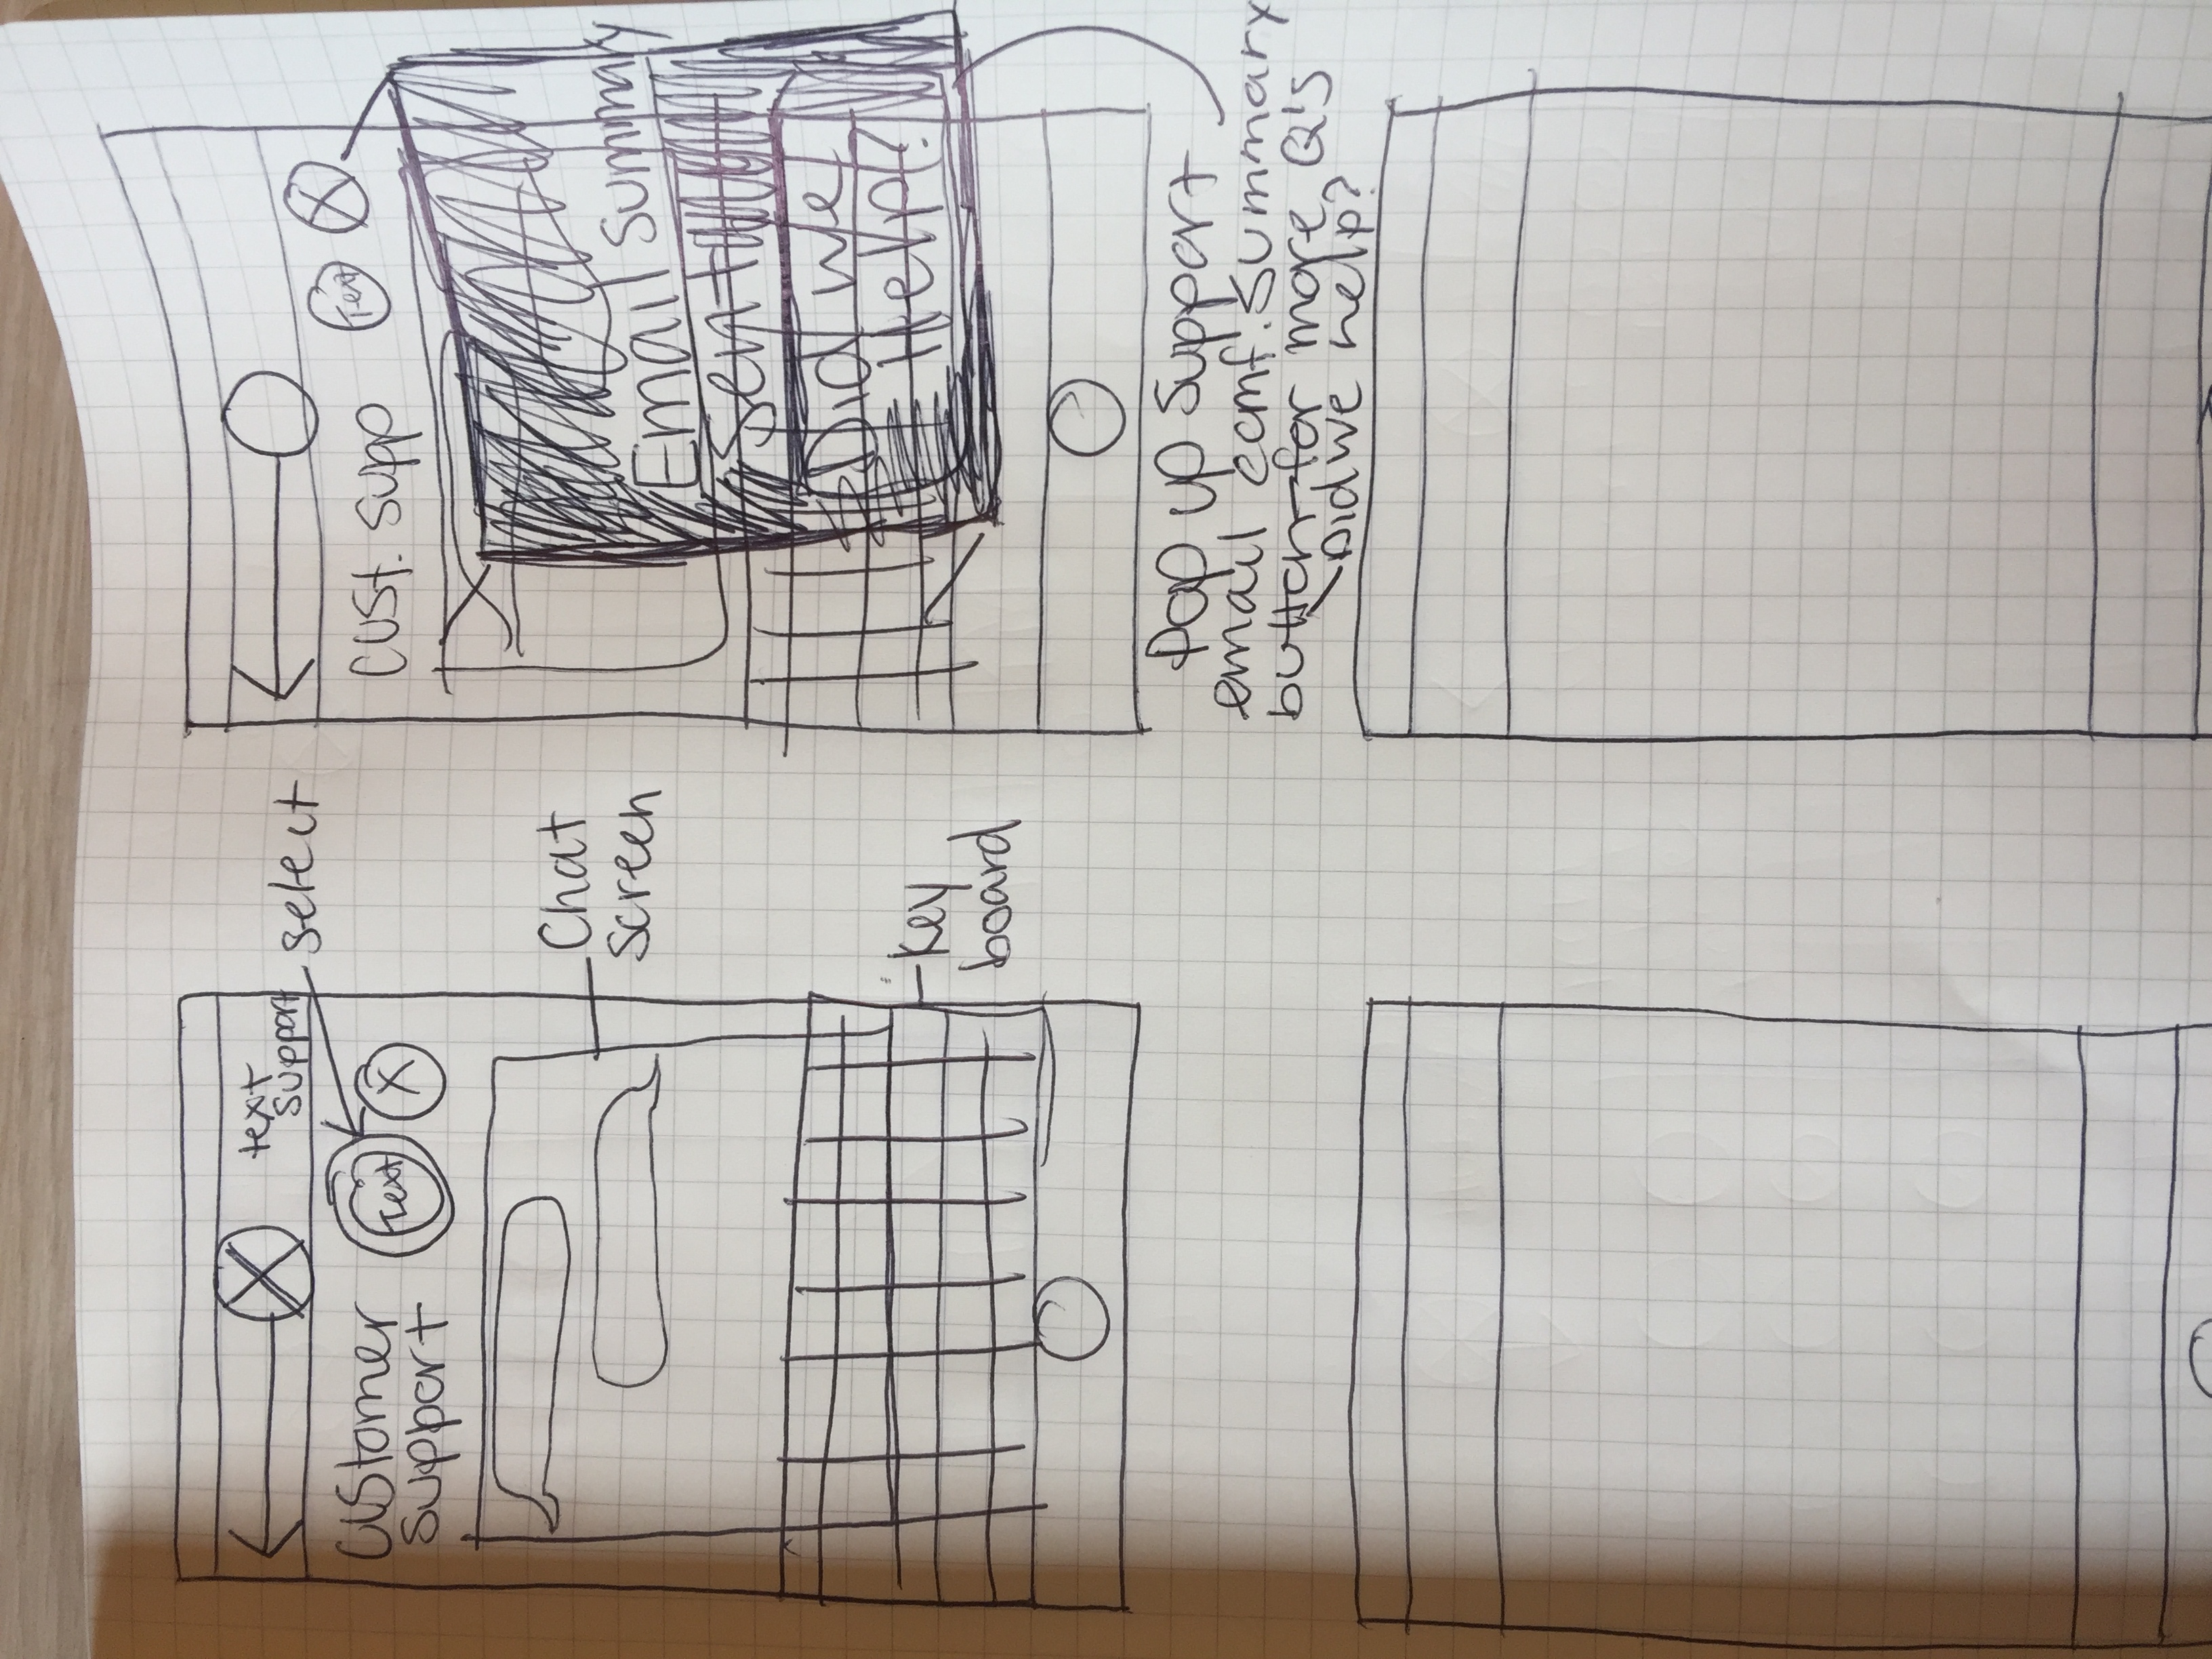 text
support
select
Customer
support
Text
X
Chat
screen
Key
board
Cust. supp
Text
X
Email summary
sent
Did we
Help?
Pop up support
email comf. summary
button for more Q's
Did we help?